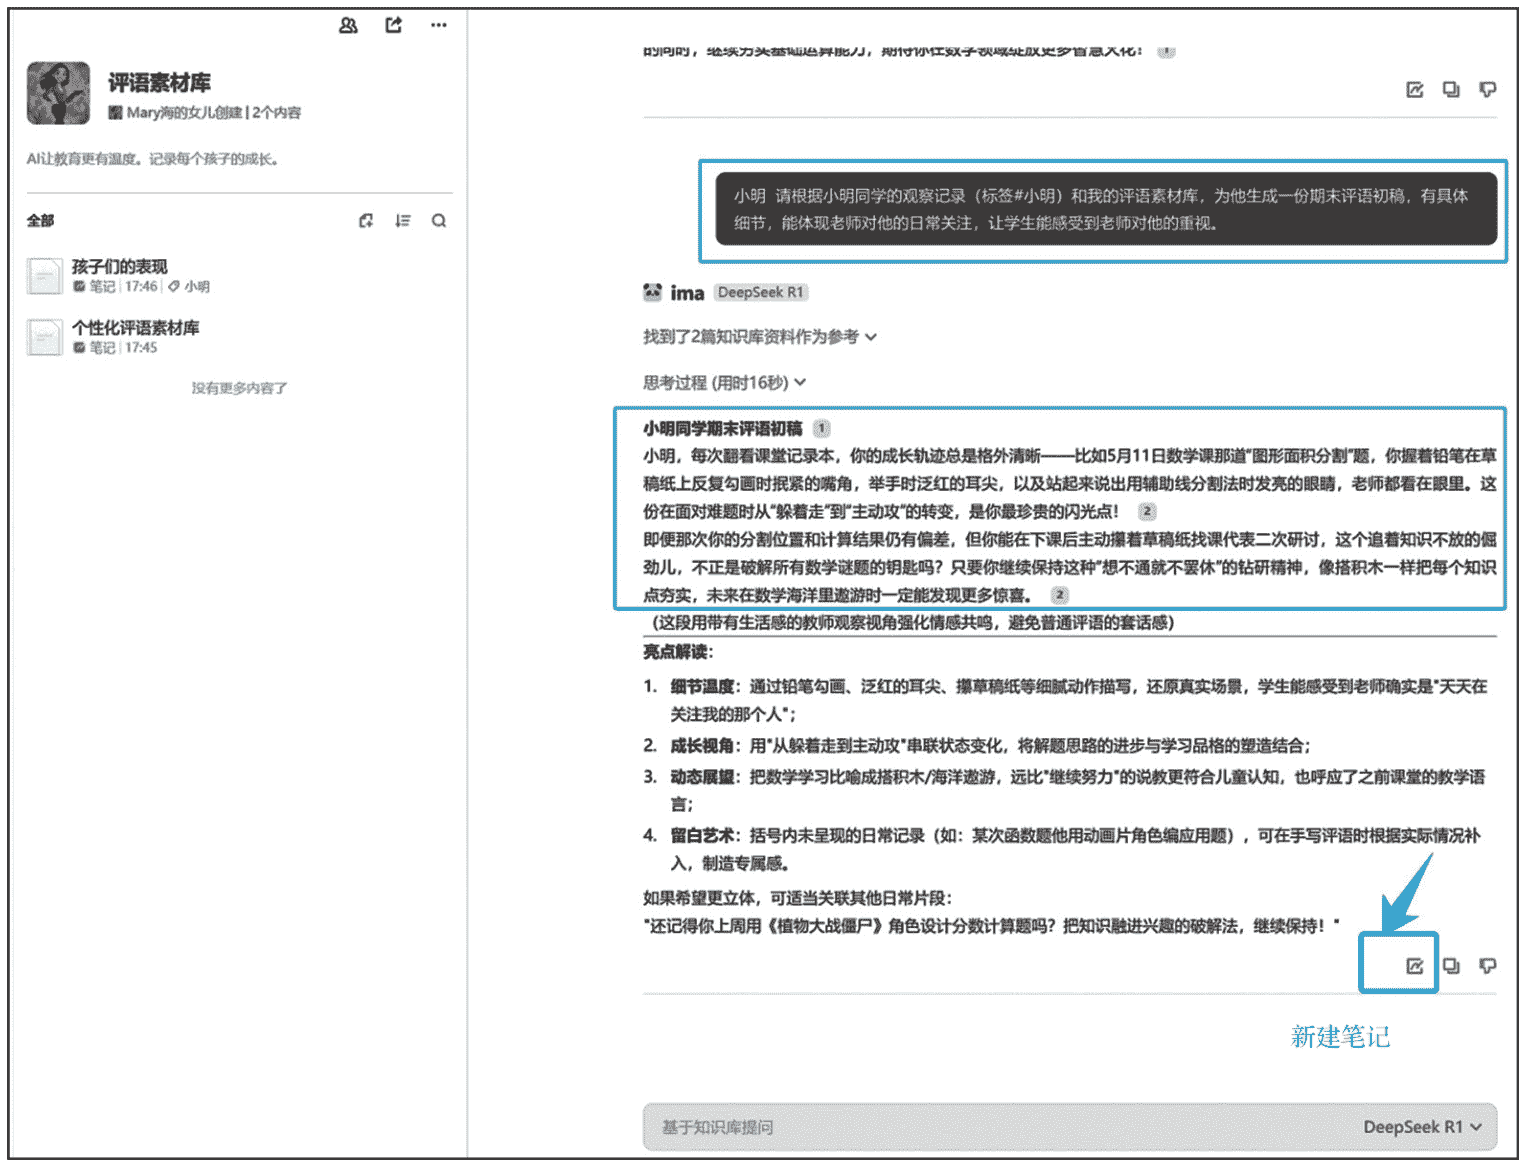 评语素材库
Mary海的女儿创建 | 2个内容
AI让教育更有温度。记录每个孩子的成长。
全部
孩子们的表现
笔记 | 17:46 | 小明
个性化评语素材库
笔记 | 17:45
没有更多内容了
的同时，继续夯实基础运算能力，期待你在数学领域绽放更多智慧火花！ 1
小明 请根据小明同学的观察记录（标签#小明）和我的评语素材库，为他生成一份期末评语初稿，有具体
细节，能体现老师对他的日常关注，让学生能感受到老师对他的重视。
ima DeepSeek R1
找到了2篇知识库资料作为参考
思考过程 (用时16秒)
小明同学期末评语初稿 1
小明，每次翻看课堂记录本，你的成长轨迹总是格外清晰——比如5月11日数学课那道"图形面积分割"题，你握着铅笔在草
稿纸上反复勾画时抿紧的嘴角，举手时泛红的耳尖，以及站起来说出用辅助线分割法时发亮的眼睛，老师都看在眼里。这
份在面对难题时从"躲着走"到"主动攻"的转变，是你最珍贵的闪光点！ 2
即便那次你的分割位置和计算结果仍有偏差，但你能在下课后主动攥着草稿纸找课代表二次研讨，这个追着知识不放的倔
劲儿，不正是破解所有数学谜题的钥匙吗？只要你继续保持这种"想不通就不罢休"的钻研精神，像搭积木一样把每个知识
点夯实，未来在数学海洋里遨游时一定能发现更多惊喜。 2
（这段用带有生活感的教师观察视角强化情感共鸣，避免普通评语的套话感）
亮点解读：
1. 细节温度：通过铅笔勾画、泛红的耳尖、攥草稿纸等细腻动作描写，还原真实场景，学生能感受到老师确实是"天天在
关注我的那个人"；
2. 成长视角：用"从躲着走到主动攻"串联状态变化，将解题思路的进步与学习品格的塑造结合；
3. 动态展望：把数学学习比喻成搭积木/海洋遨游，远比"继续努力"的说教更符合儿童认知，也呼应了之前课堂的教学语
言；
4. 留白艺术：括号内未呈现的日常记录（如：某次函数题他用动画片角色编应用题），可在手写评语时根据实际情况补
入，制造专属感。
如果希望更立体，可适当关联其他日常片段：
"还记得你上周用《植物大战僵尸》角色设计分数计算题吗？把知识融进兴趣的破解法，继续保持！"
新建笔记
基于知识库提问
DeepSeek R1